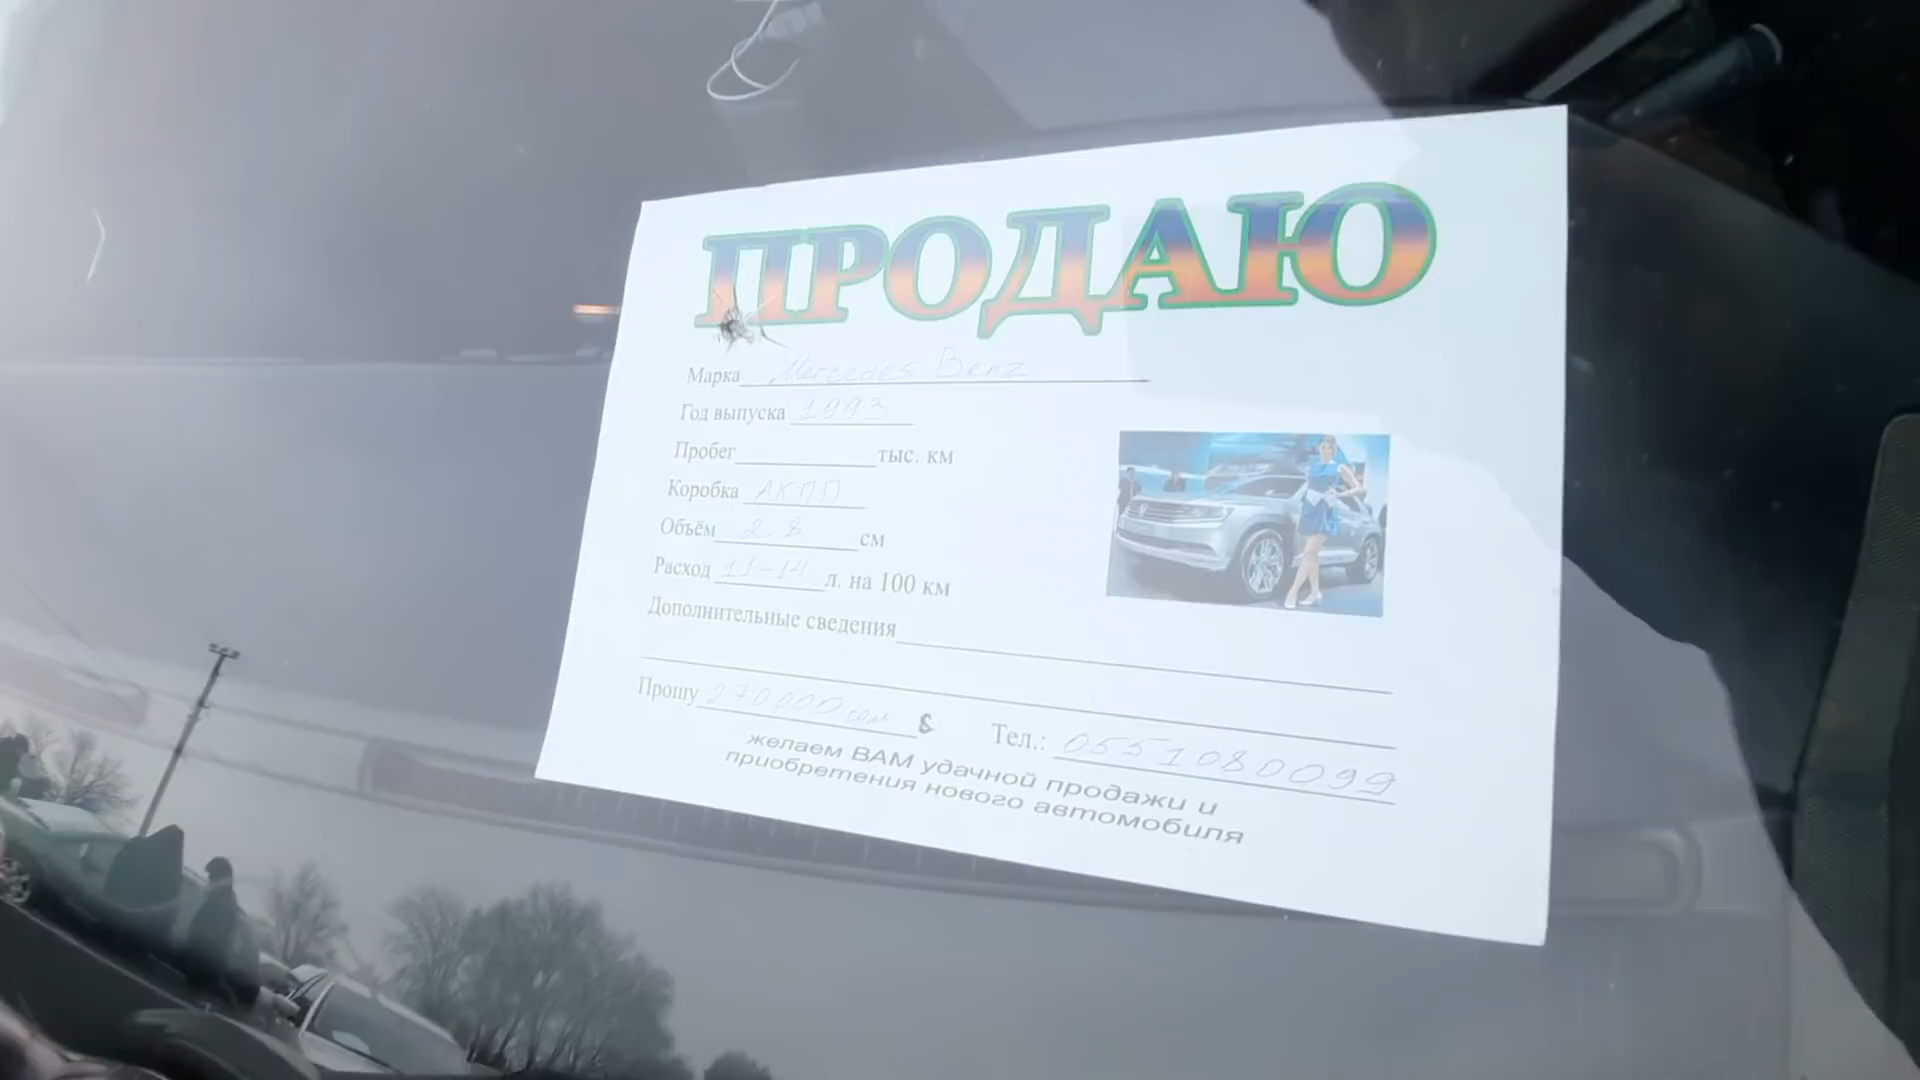 ПРОДАЮ
Марка Mercedes Benz
Год выпуска 1993
Пробег тыс. км
Коробка АКПП
Объём 2.8 см
Расход 11-14 л. на 100 км
Дополнительные сведения
Прошу 270000 сом $ Тел.: 0551080099
желаем ВАМ удачной продажи и
приобретения нового автомобиля